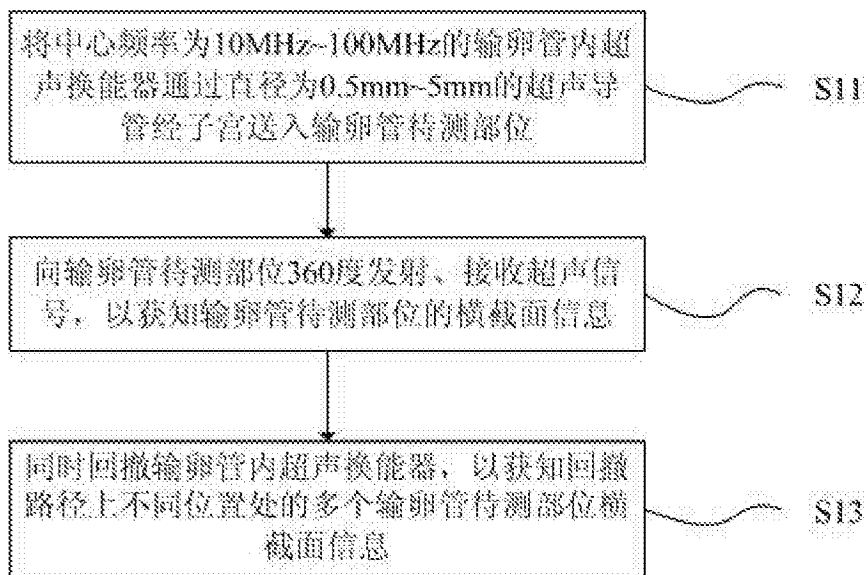 将中心频率为10MHz~100MHz的输卵管内超
声换能器通过直径为0.5mm~5mm的超声导
管经子宫送入输卵管待测部位
S11
向输卵管待测部位360度发射、接收超声信
号，以获知输卵管待测部位的横截面信息
S12
同时回撤输卵管内超声换能器，以获知回撤
路径上不同位置处的多个输卵管待测部位横
截面信息
S13